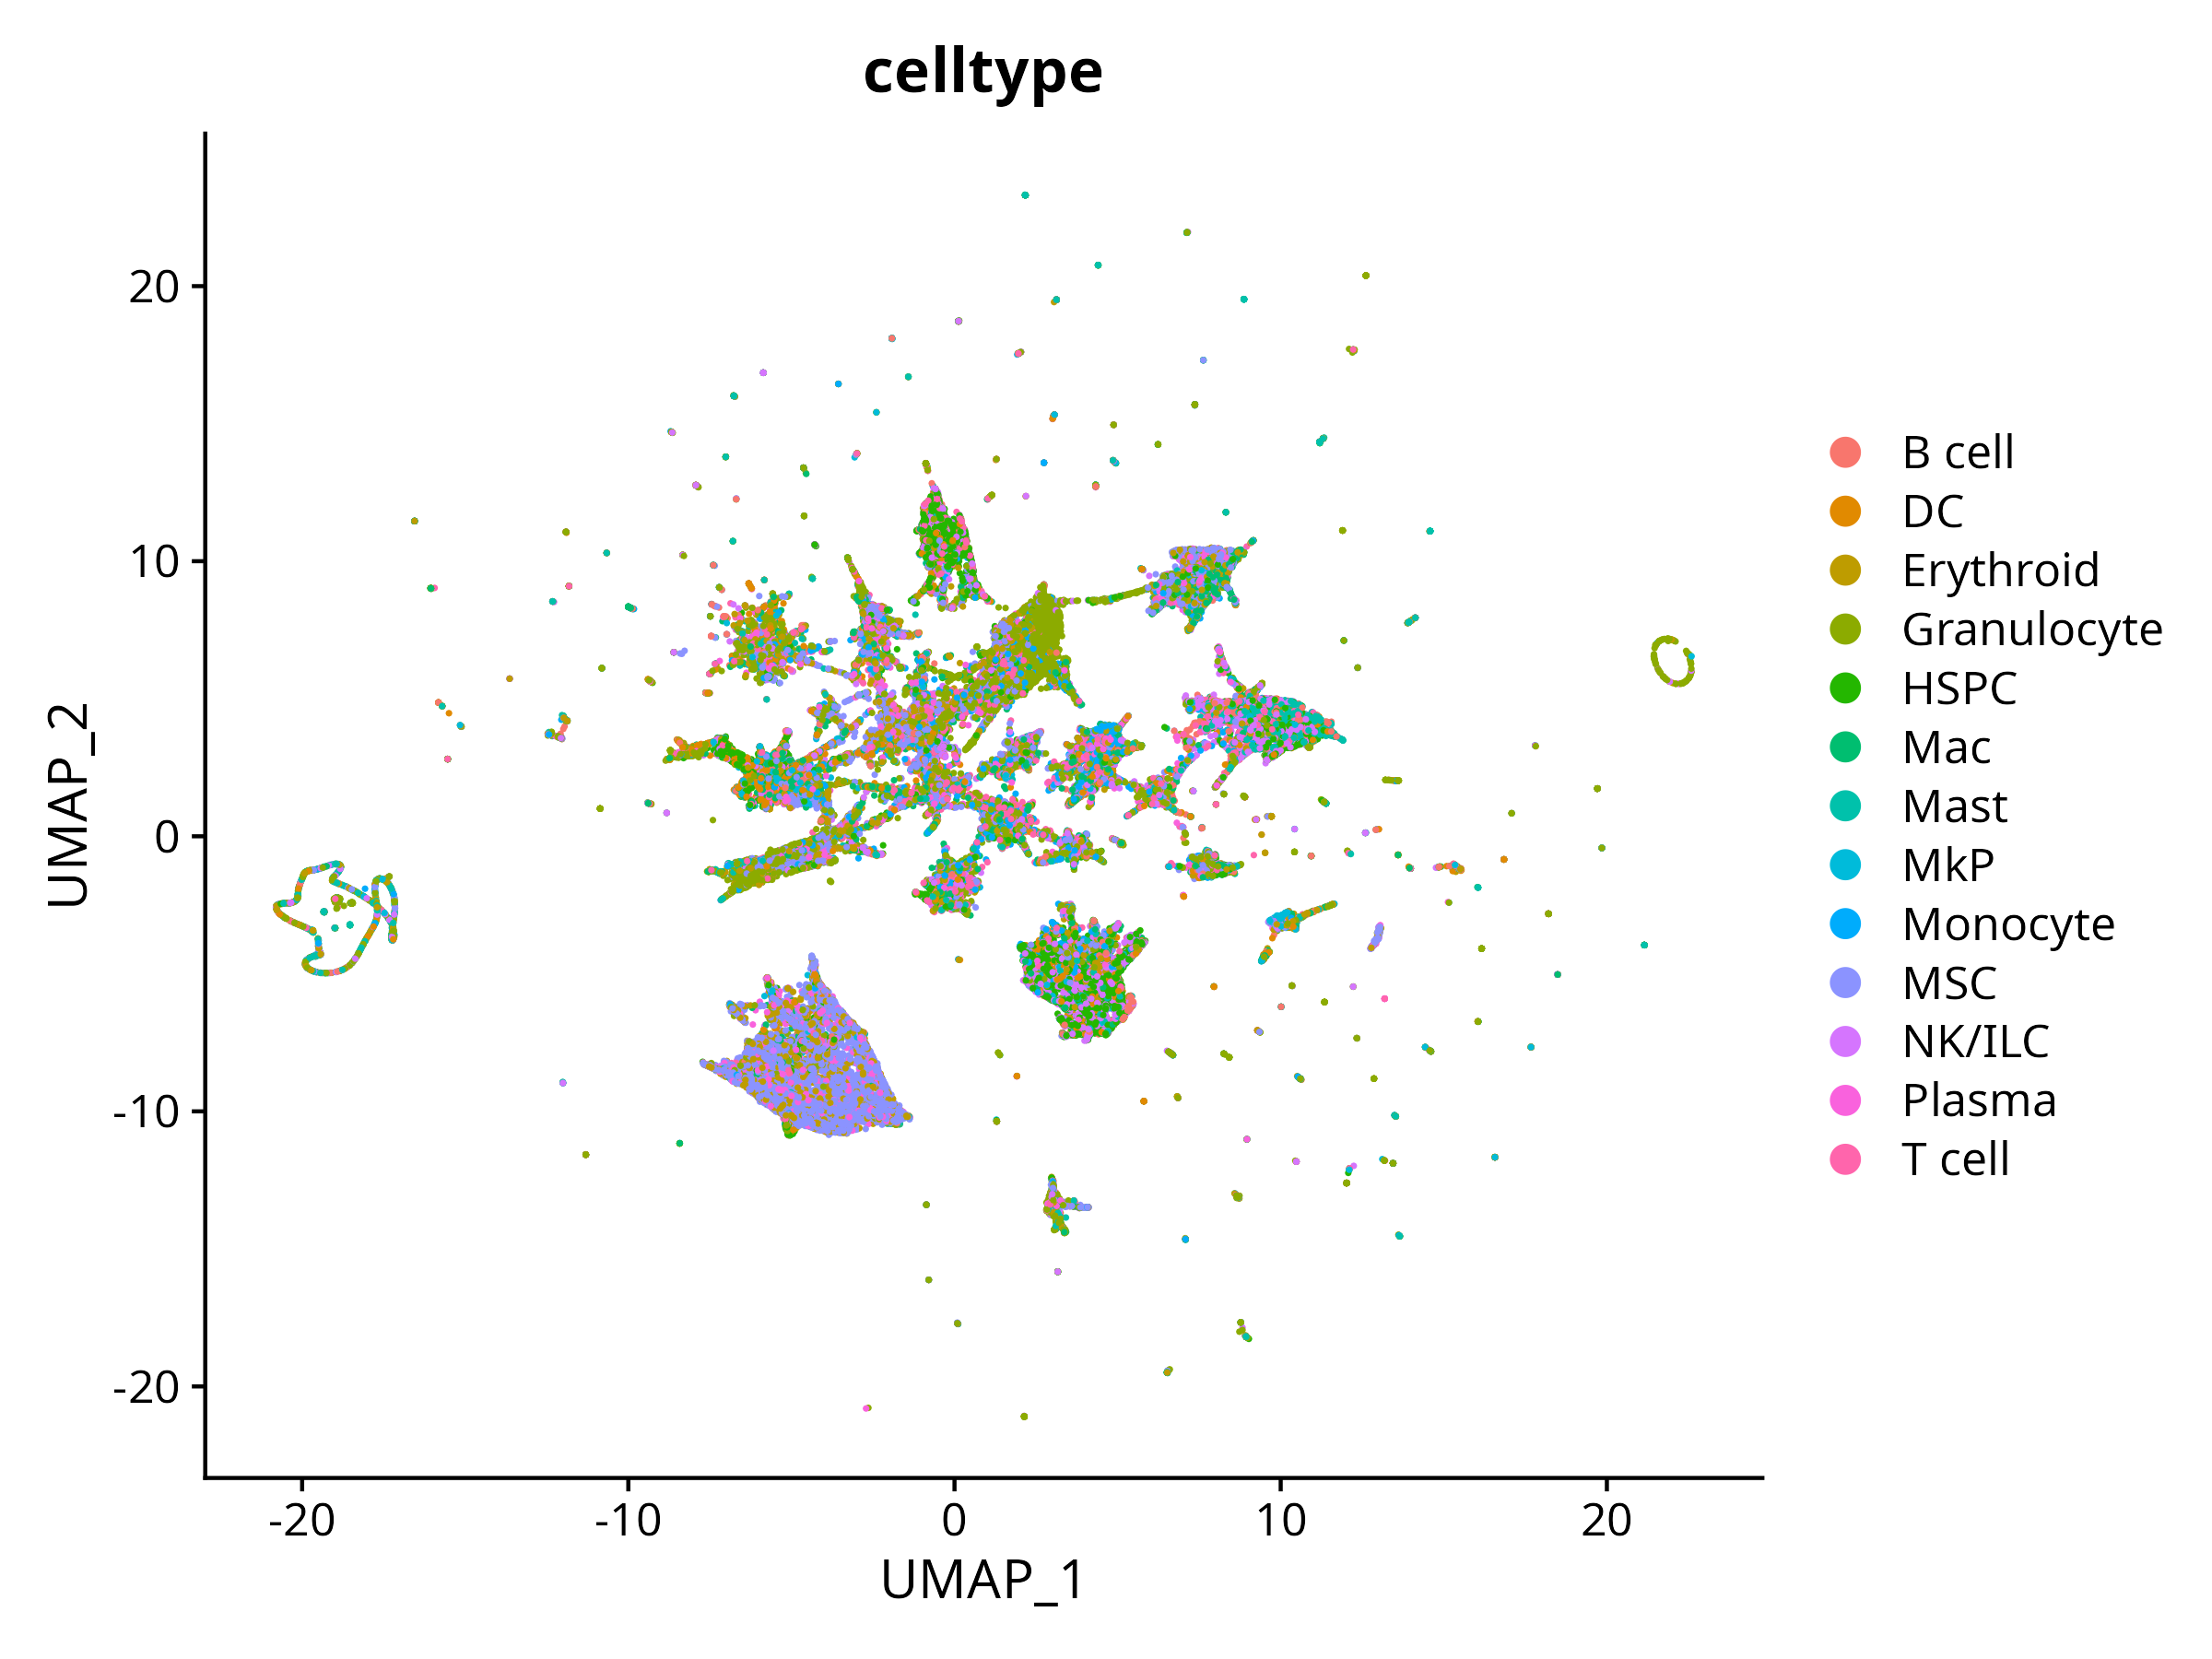 celltype
20
10
0
-10
-20
UMAP_2
-20
-10
0
10
20
UMAP_1
B cell
DC
Erythroid
Granulocyte
HSPC
Mac
Mast
MkP
Monocyte
MSC
NK/ILC
Plasma
T cell